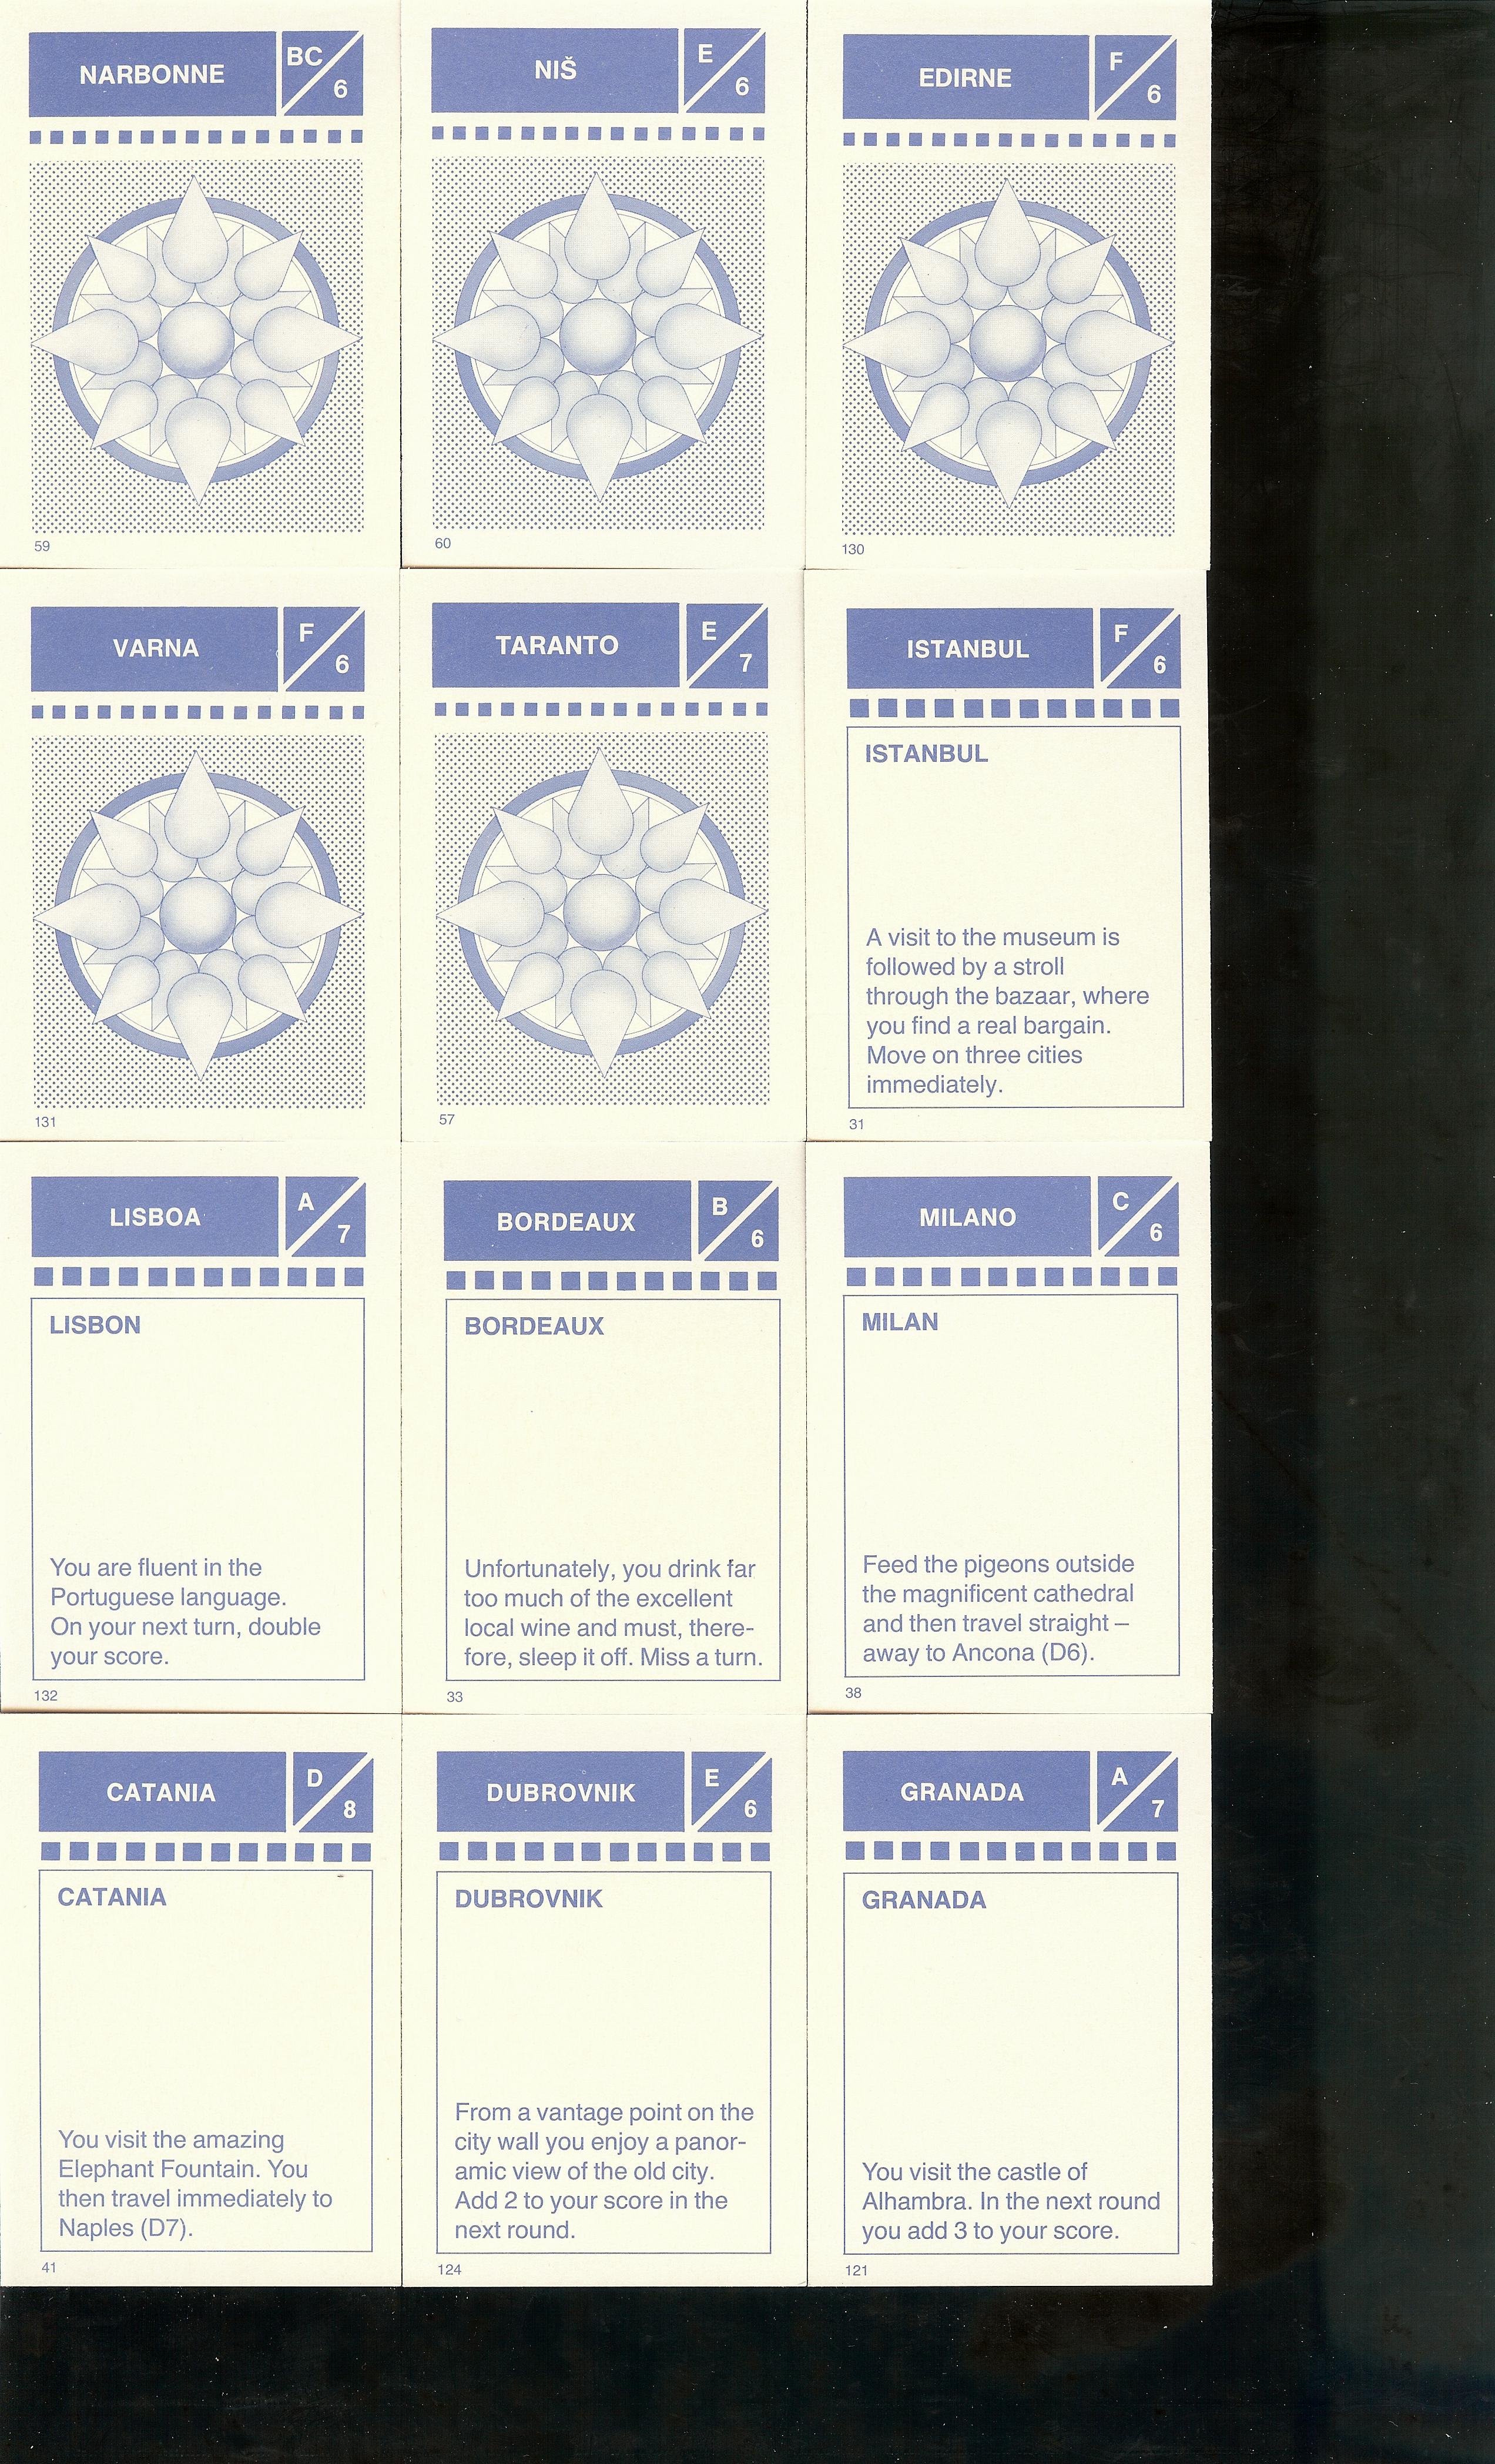 NARBONNE
BC
6
59
NIŠ
E
6
60
EDIRNE
F
6
130
VARNA
F
6
131
TARANTO
E
7
57
ISTANBUL
F
6
ISTANBUL
A visit to the museum is
followed by a stroll
through the bazaar, where
you find a real bargain.
Move on three cities
immediately.
31
LISBOA
A
7
LISBON
You are fluent in the
Portuguese language.
On your next turn, double
your score.
132
BORDEAUX
B
6
BORDEAUX
Unfortunately, you drink far
too much of the excellent
local wine and must, there-
fore, sleep it off. Miss a turn.
33
MILANO
C
6
MILAN
Feed the pigeons outside
the magnificent cathedral
and then travel straight –
away to Ancona (D6).
38
CATANIA
D
8
CATANIA
You visit the amazing
Elephant Fountain. You
then travel immediately to
Naples (D7).
41
DUBROVNIK
E
6
DUBROVNIK
From a vantage point on the
city wall you enjoy a panor-
amic view of the old city.
Add 2 to your score in the
next round.
124
GRANADA
A
7
GRANADA
You visit the castle of
Alhambra. In the next round
you add 3 to your score.
121